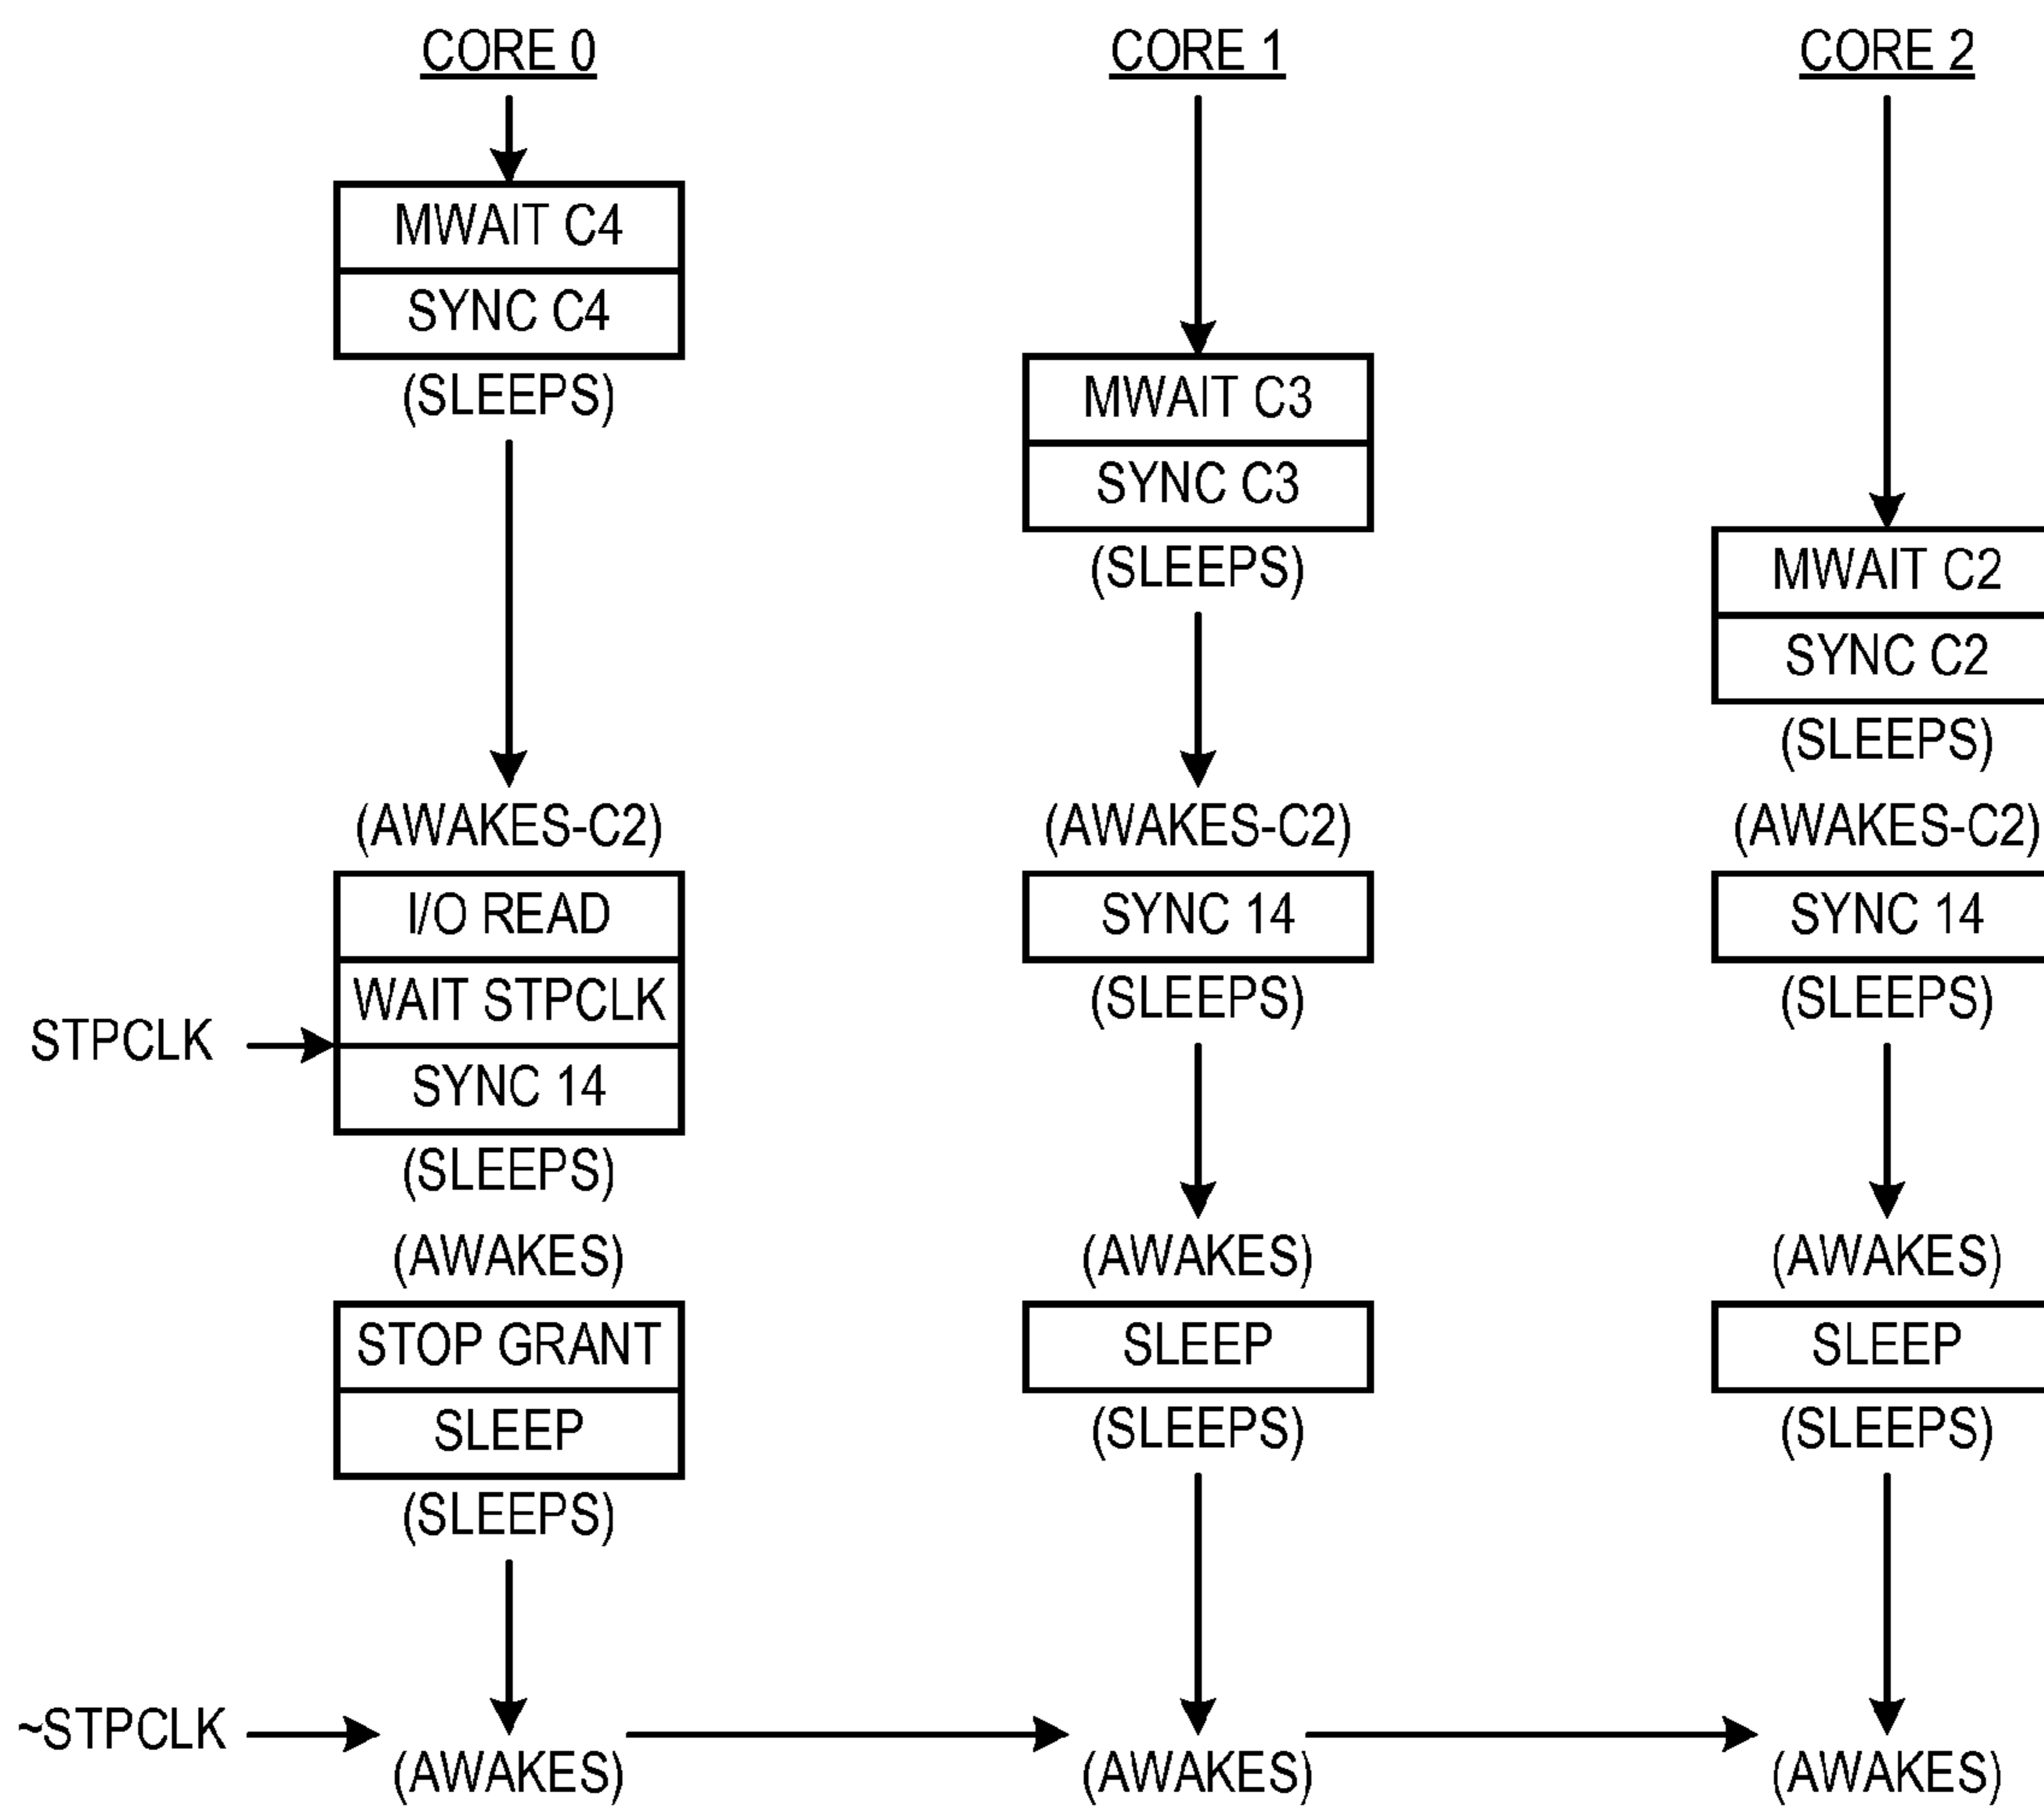 CORE 0
CORE 1
CORE 2
MWAIT C4
SYNC C4
(SLEEPS)
MWAIT C3
SYNC C3
(SLEEPS)
MWAIT C2
SYNC C2
(SLEEPS)
(AWAKES-C2)
(AWAKES-C2)
(AWAKES-C2)
I/O READ
SYNC 14
SYNC 14
WAIT STPCLK
(SLEEPS)
(SLEEPS)
STPCLK
SYNC 14
(SLEEPS)
(AWAKES)
(AWAKES)
(AWAKES)
STOP GRANT
SLEEP
SLEEP
SLEEP
(SLEEPS)
(SLEEPS)
(SLEEPS)
~STPCLK
(AWAKES)
(AWAKES)
(AWAKES)